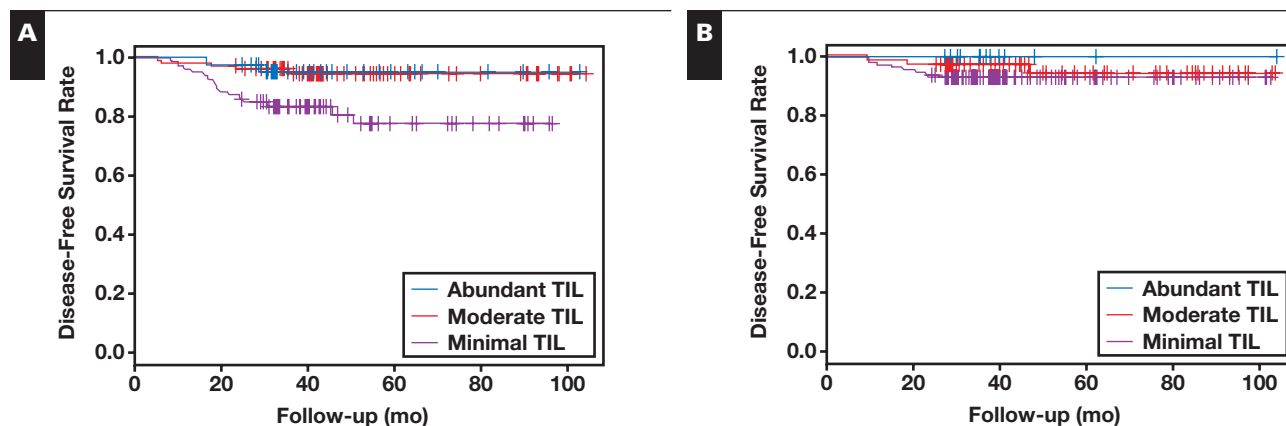 A
Disease-Free Survival Rate
1.0
0.8
0.6
0.4
0.2
0.0
0 20 40 60 80 100
Follow-up (mo)
Abundant TIL
Moderate TIL
Minimal TIL
B
Disease-Free Survival Rate
1.0
0.8
0.6
0.4
0.2
0.0
0 20 40 60 80 100
Follow-up (mo)
Abundant TIL
Moderate TIL
Minimal TIL